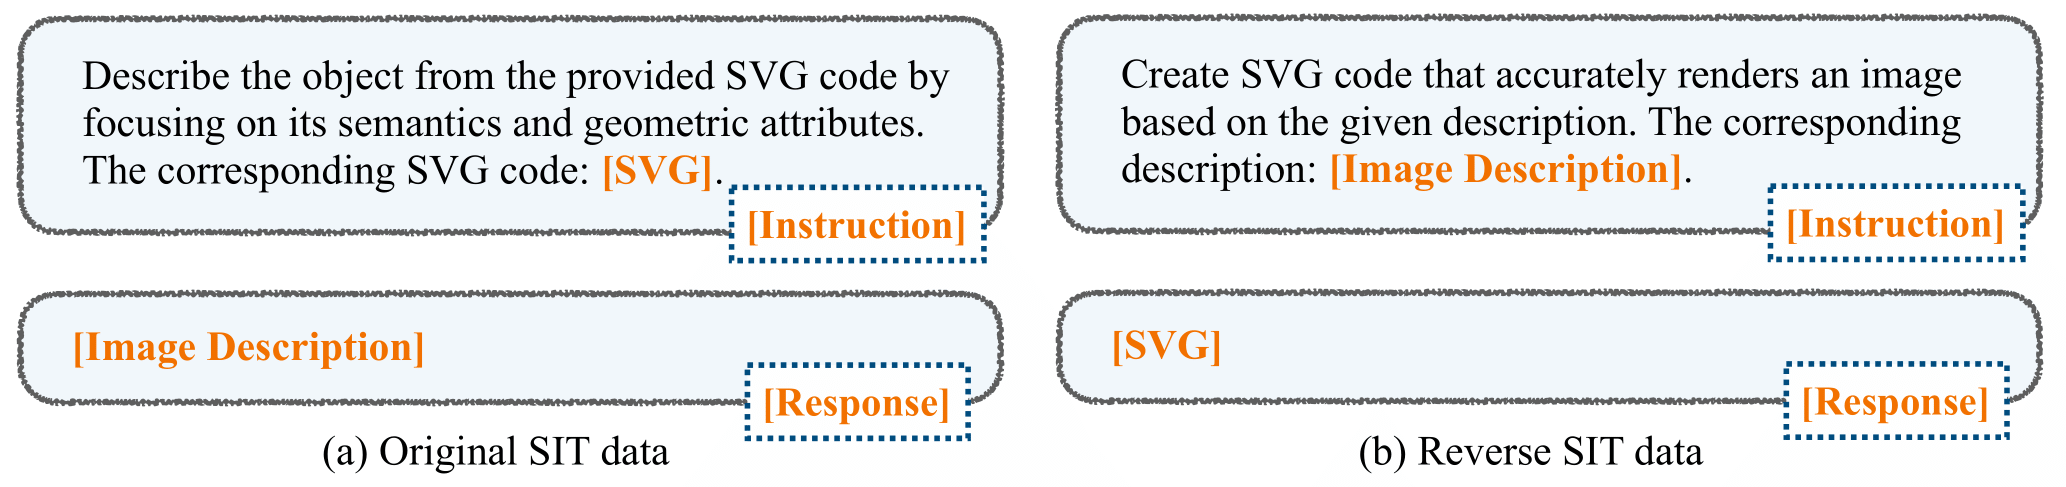 Describe the object from the provided SVG code by
focusing on its semantics and geometric attributes.
The corresponding SVG code: [SVG].
[Instruction]
[Image Description]
[Response]
(a) Original SIT data
Create SVG code that accurately renders an image
based on the given description. The corresponding
description: [Image Description].
[Instruction]
[SVG]
[Response]
(b) Reverse SIT data